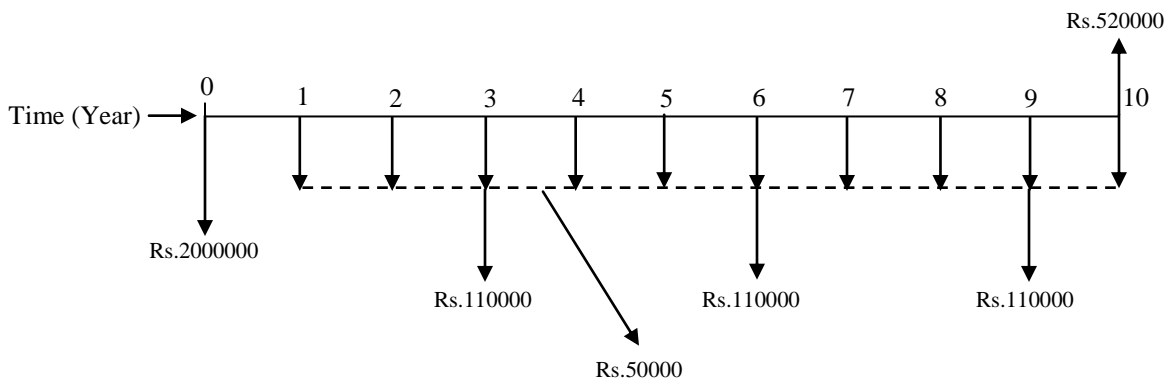 Rs.520000
0 1 2 3 4 5 6 7 8 9 10
Time (Year)
Rs.2000000
Rs.110000 Rs.110000 Rs.110000
Rs.50000